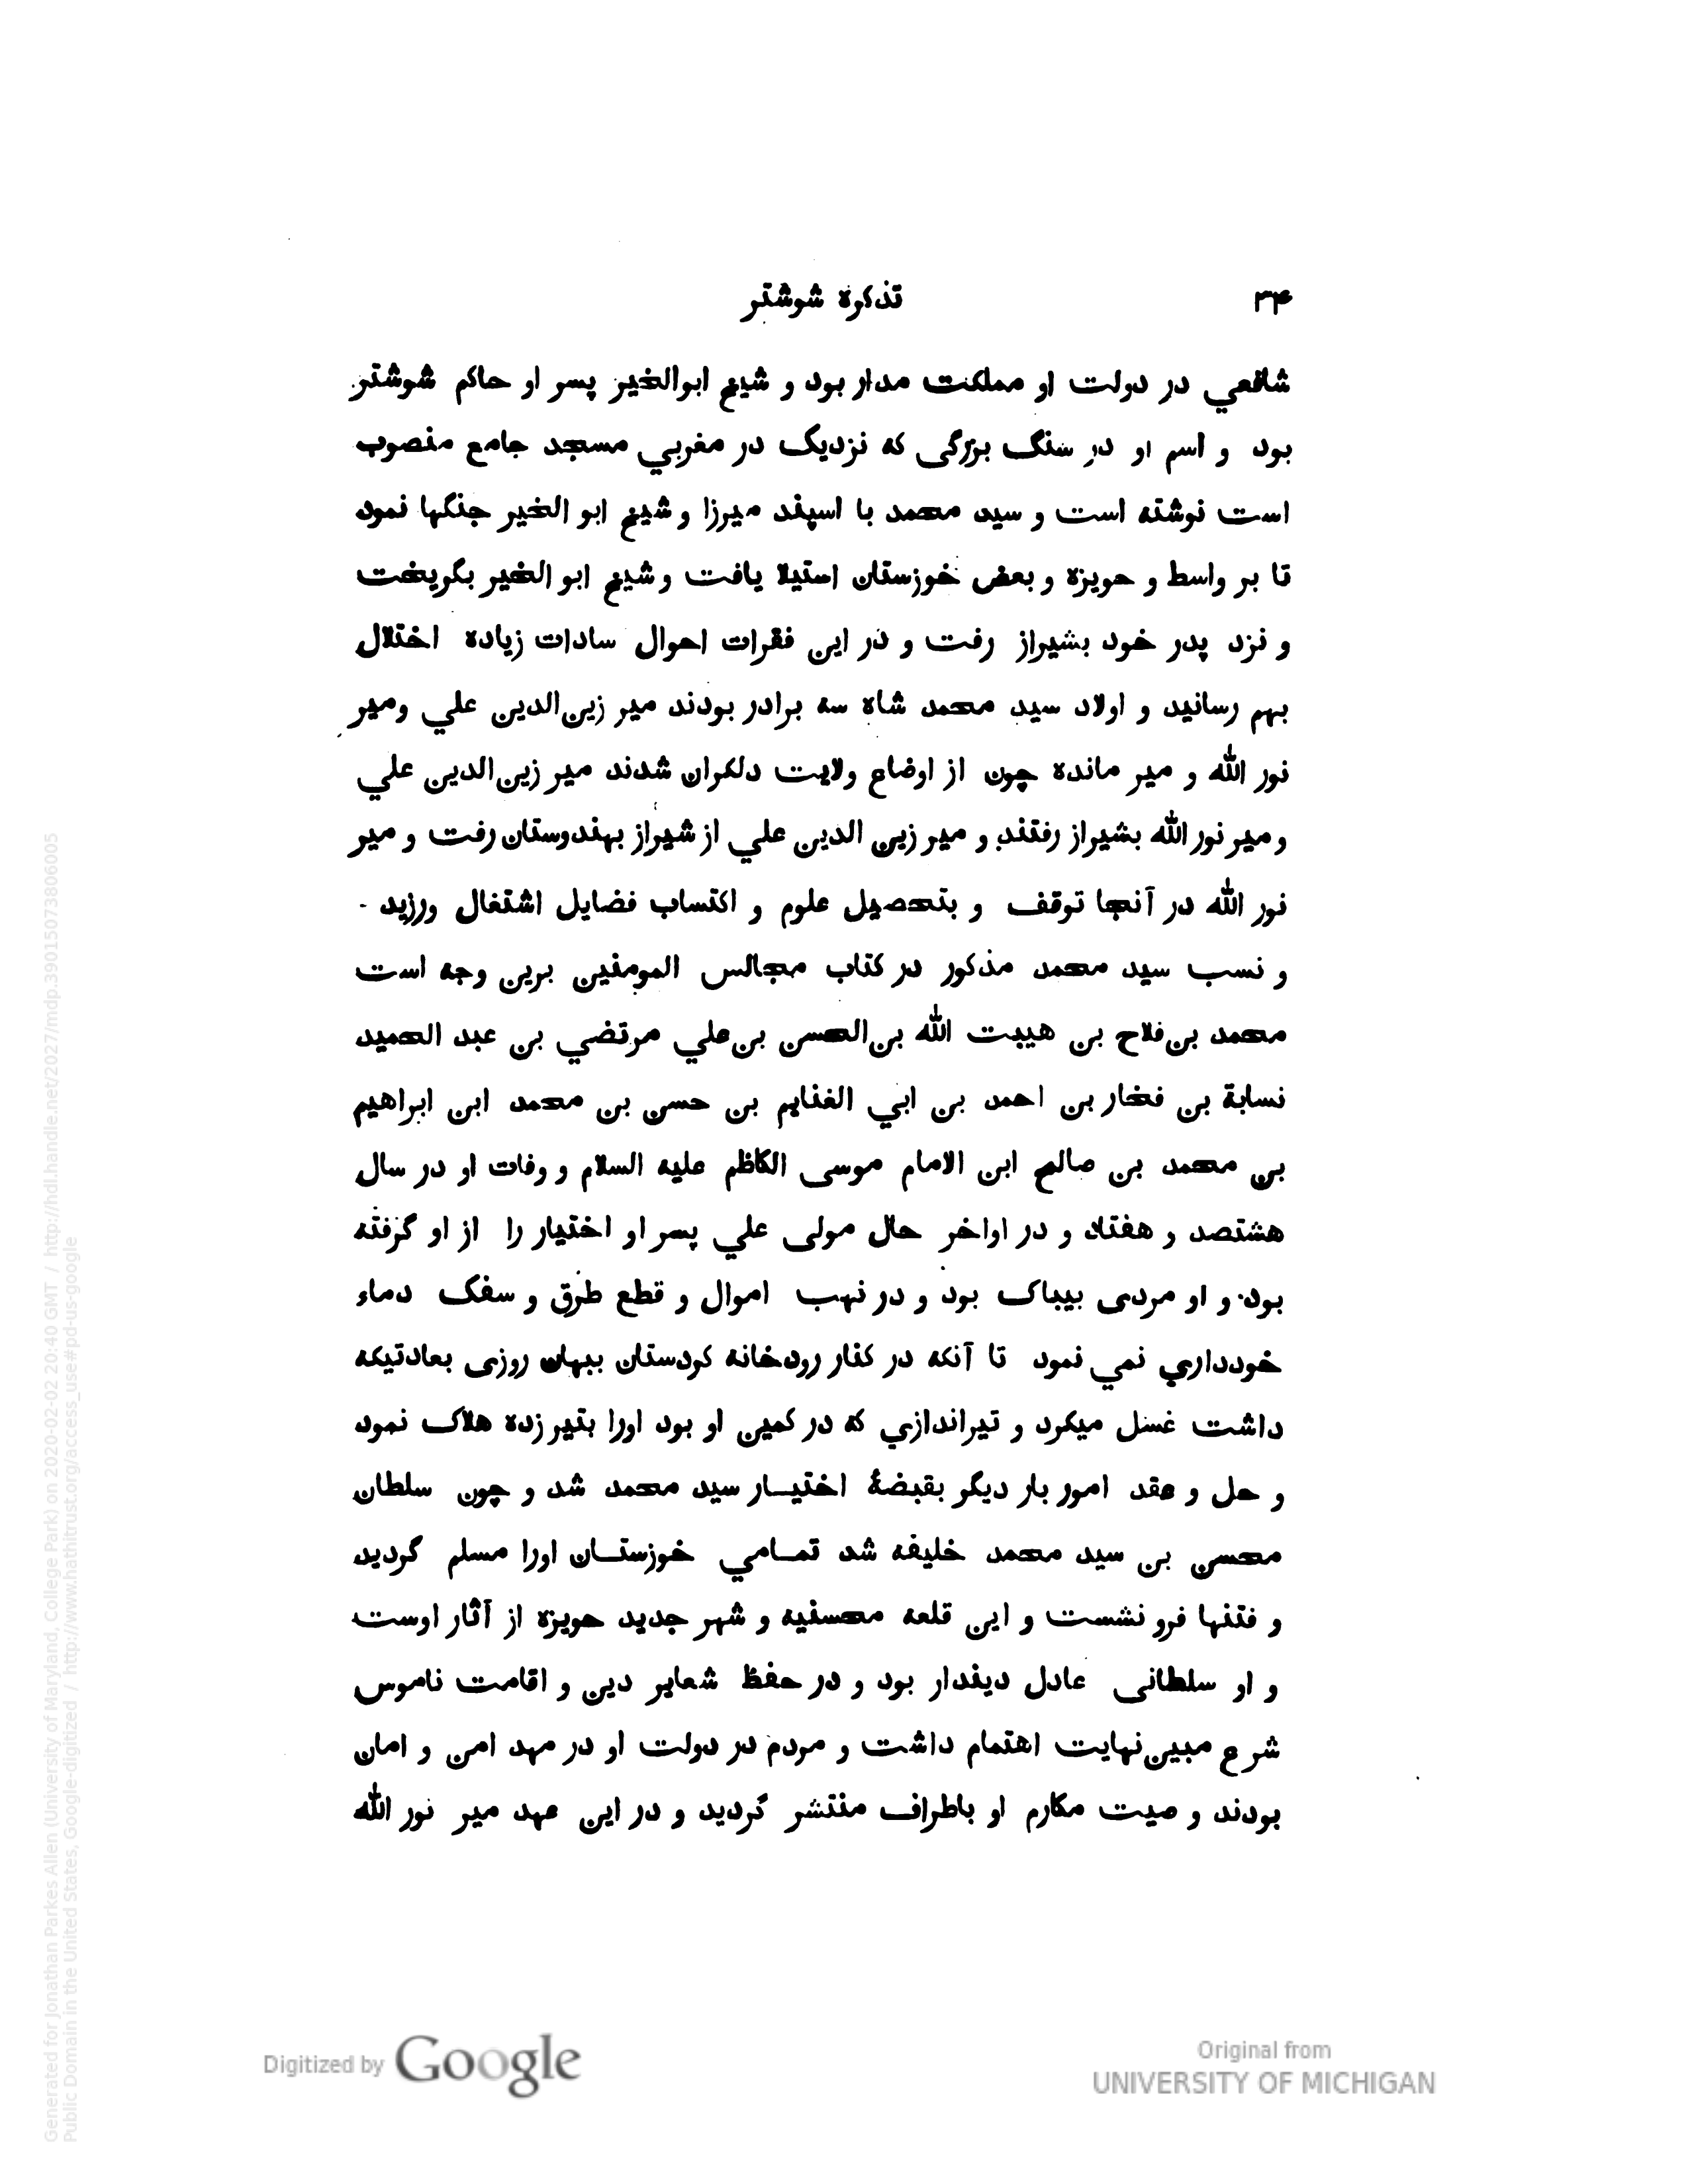 ۳۴ تذكرة شوشتر
شافعي در دولت او مملكت مدار بود و شيخ ابوالخير پسر او حاكم شوشتر
بود و اسم او در سنگ بزرگی كه نزديک در مغربي مسجد جامع منصوب
است نوشته است و سيد محمد با اسپند ميرزا و شيخ ابو الخير جنگها نمود
تا بر واسط و حويزه و بعض خوزستان استيلا يافت و شيخ ابو الخير بگريخت
و نزد پدر خود بشيراز رفت و در اين فقرات احوال سادات زياده اختلال
بهم رسانيد و اولاد سيد محمد شاه سه برادر بودند مير زين‌الدين علي ومير
نور الله و مير مانده چون از اوضاع ولايت دلكران شدند مير زين‌الدين علي
و مير نور الله بشيراز رفتند و مير زين الدين علي از شيراز بهندوستان رفت و مير
نور الله در آنجا توقف و بتحصيل علوم و اكتساب فضايل اشتغال ورزيد -
و نسب سيد محمد مذكور در كتاب مجالس المومنين برين وجه است
محمد بن‌فلاح بن هيبت الله بن‌الحسن بن‌علي مرتضي بن عبد الحميد
نسابة بن فخار بن احمد بن ابي الغنايم بن حسن بن محمد ابن ابراهيم
بن محمد بن صالح ابن الامام موسى الكاظم عليه السلام و وفات او در سال
هشتصد و هفتاد و در اواخر حال مولى علي پسر او اختيار را از او گرفته
بود و او مردی بيباک بود و در نهب اموال و قطع طرق و سفک دماء
خودداري نمي نمود تا آنكه در كنار رودخانه كردستان ببهان روزی بعادتيكه
داشت غسل ميكرد و تيراندازي كه در كمين او بود اورا بتير زده هلاک نمود
و حل و عقد امور بار ديگر بقبضۀ اختيـار سيد محمد شد و چون سلطان
محسن بن سيد محمد خليفه شد تمـامي خوزستـان اورا مسلم گرديد
و فتنها فرو نشست و اين قلعه محسنيه و شهر جديد حويزه از آثار اوست
و او سلطانی عادل ديندار بود و در حفظ شعاير دين و اقامت ناموس
شرع مبين‌نهايت اهتمام داشت و مردم در دولت او در مهد امن و امان
بودند و صيت مكارم او باطراف منتشر گرديد و در اين عهد مير نور الله
Digitized by Google
Original from
UNIVERSITY OF MICHIGAN
Generated for Jonathan Parkes Allen (University of Maryland, College Park) on 2020-02-02 20:40 GMT / http://hdl.handle.net/2027/mdp.39015073806005
Public Domain in the United States, Google-digitized / http://www.hathitrust.org/access_use#pd-us-google